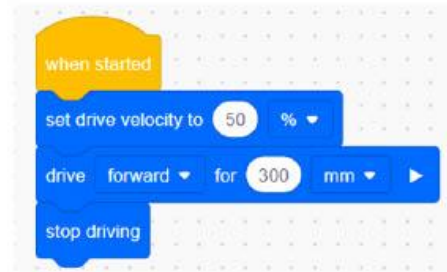 when started
set drive velocity to 50 %
drive forward for 300 mm
stop driving